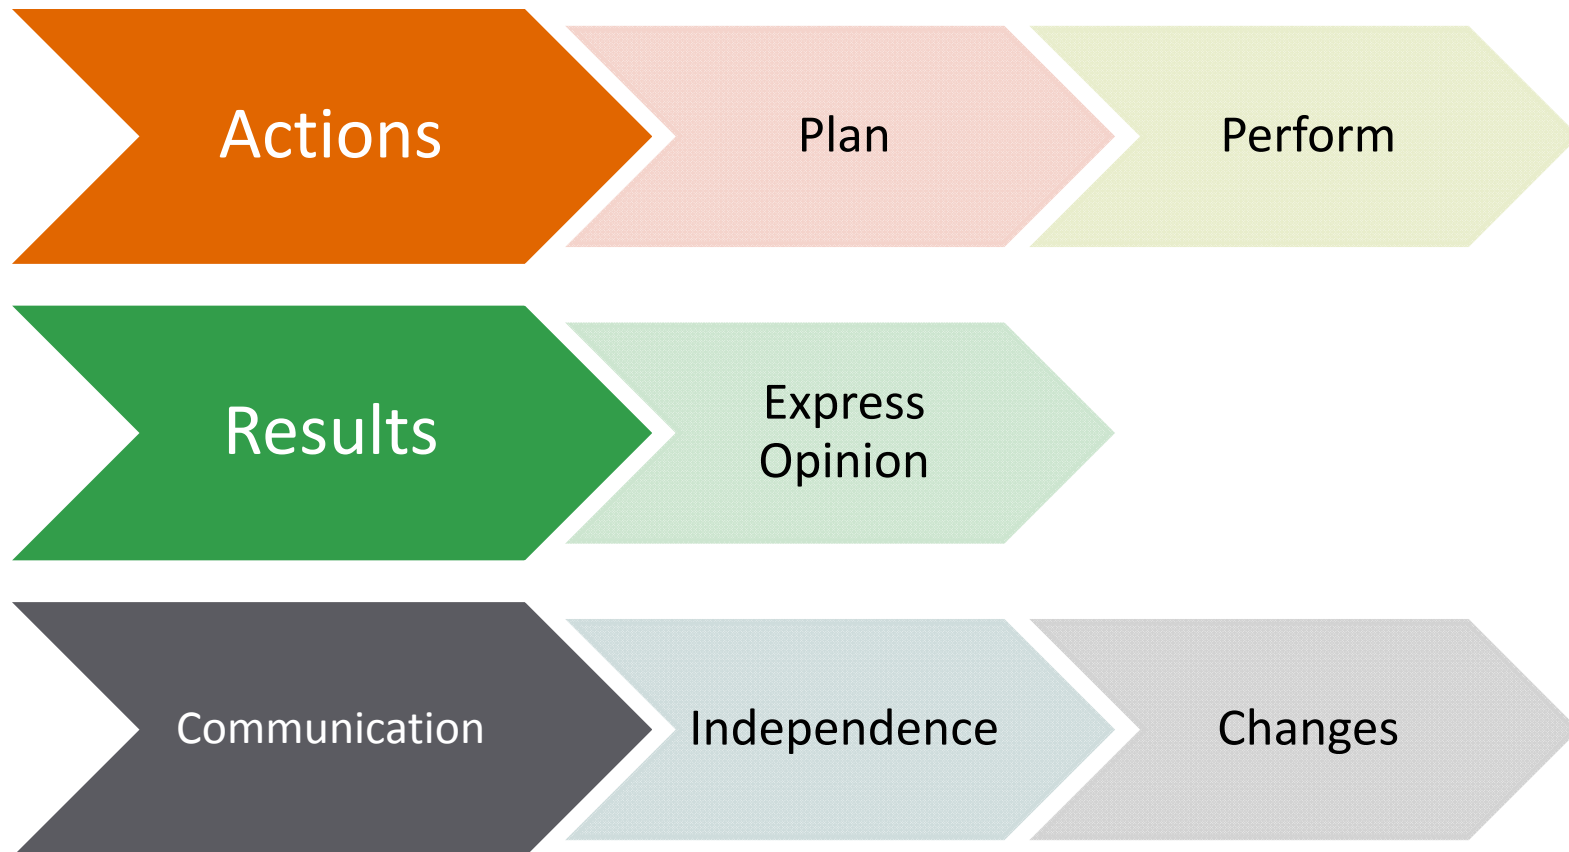 Actions
Plan
Perform
Results
Express
Opinion
Communication
Independence
Changes